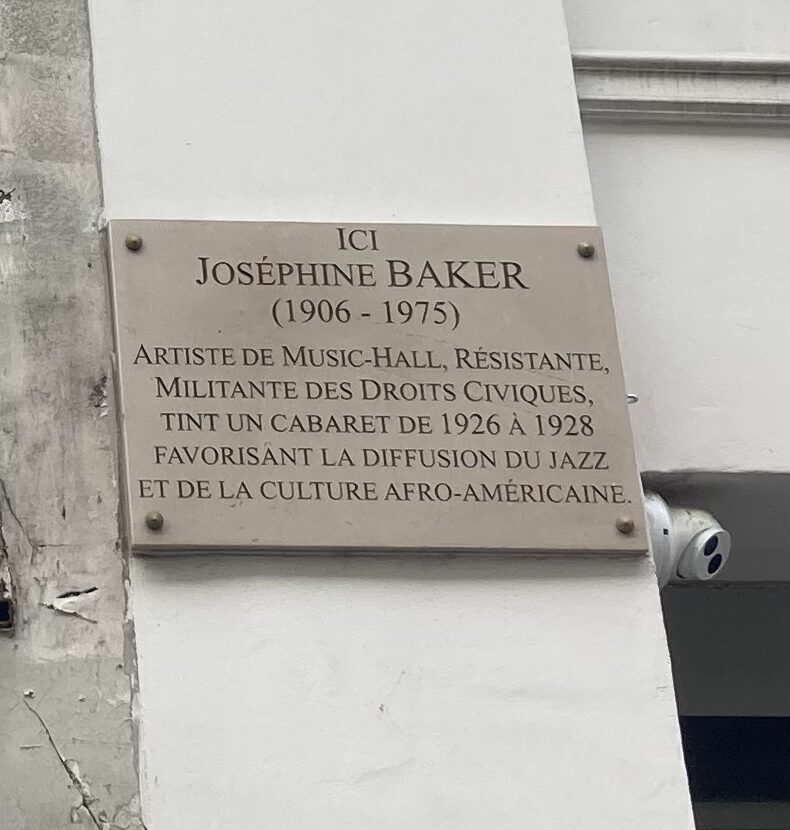 ICI
JOSÉPHINE BAKER
(1906 - 1975)
ARTISTE DE MUSIC-HALL, RÉSISTANTE,
MILITANTE DES DROITS CIVIQUES,
TINT UN CABARET DE 1926 À 1928
FAVORISANT LA DIFFUSION DU JAZZ
ET DE LA CULTURE AFRO-AMÉRICAINE.